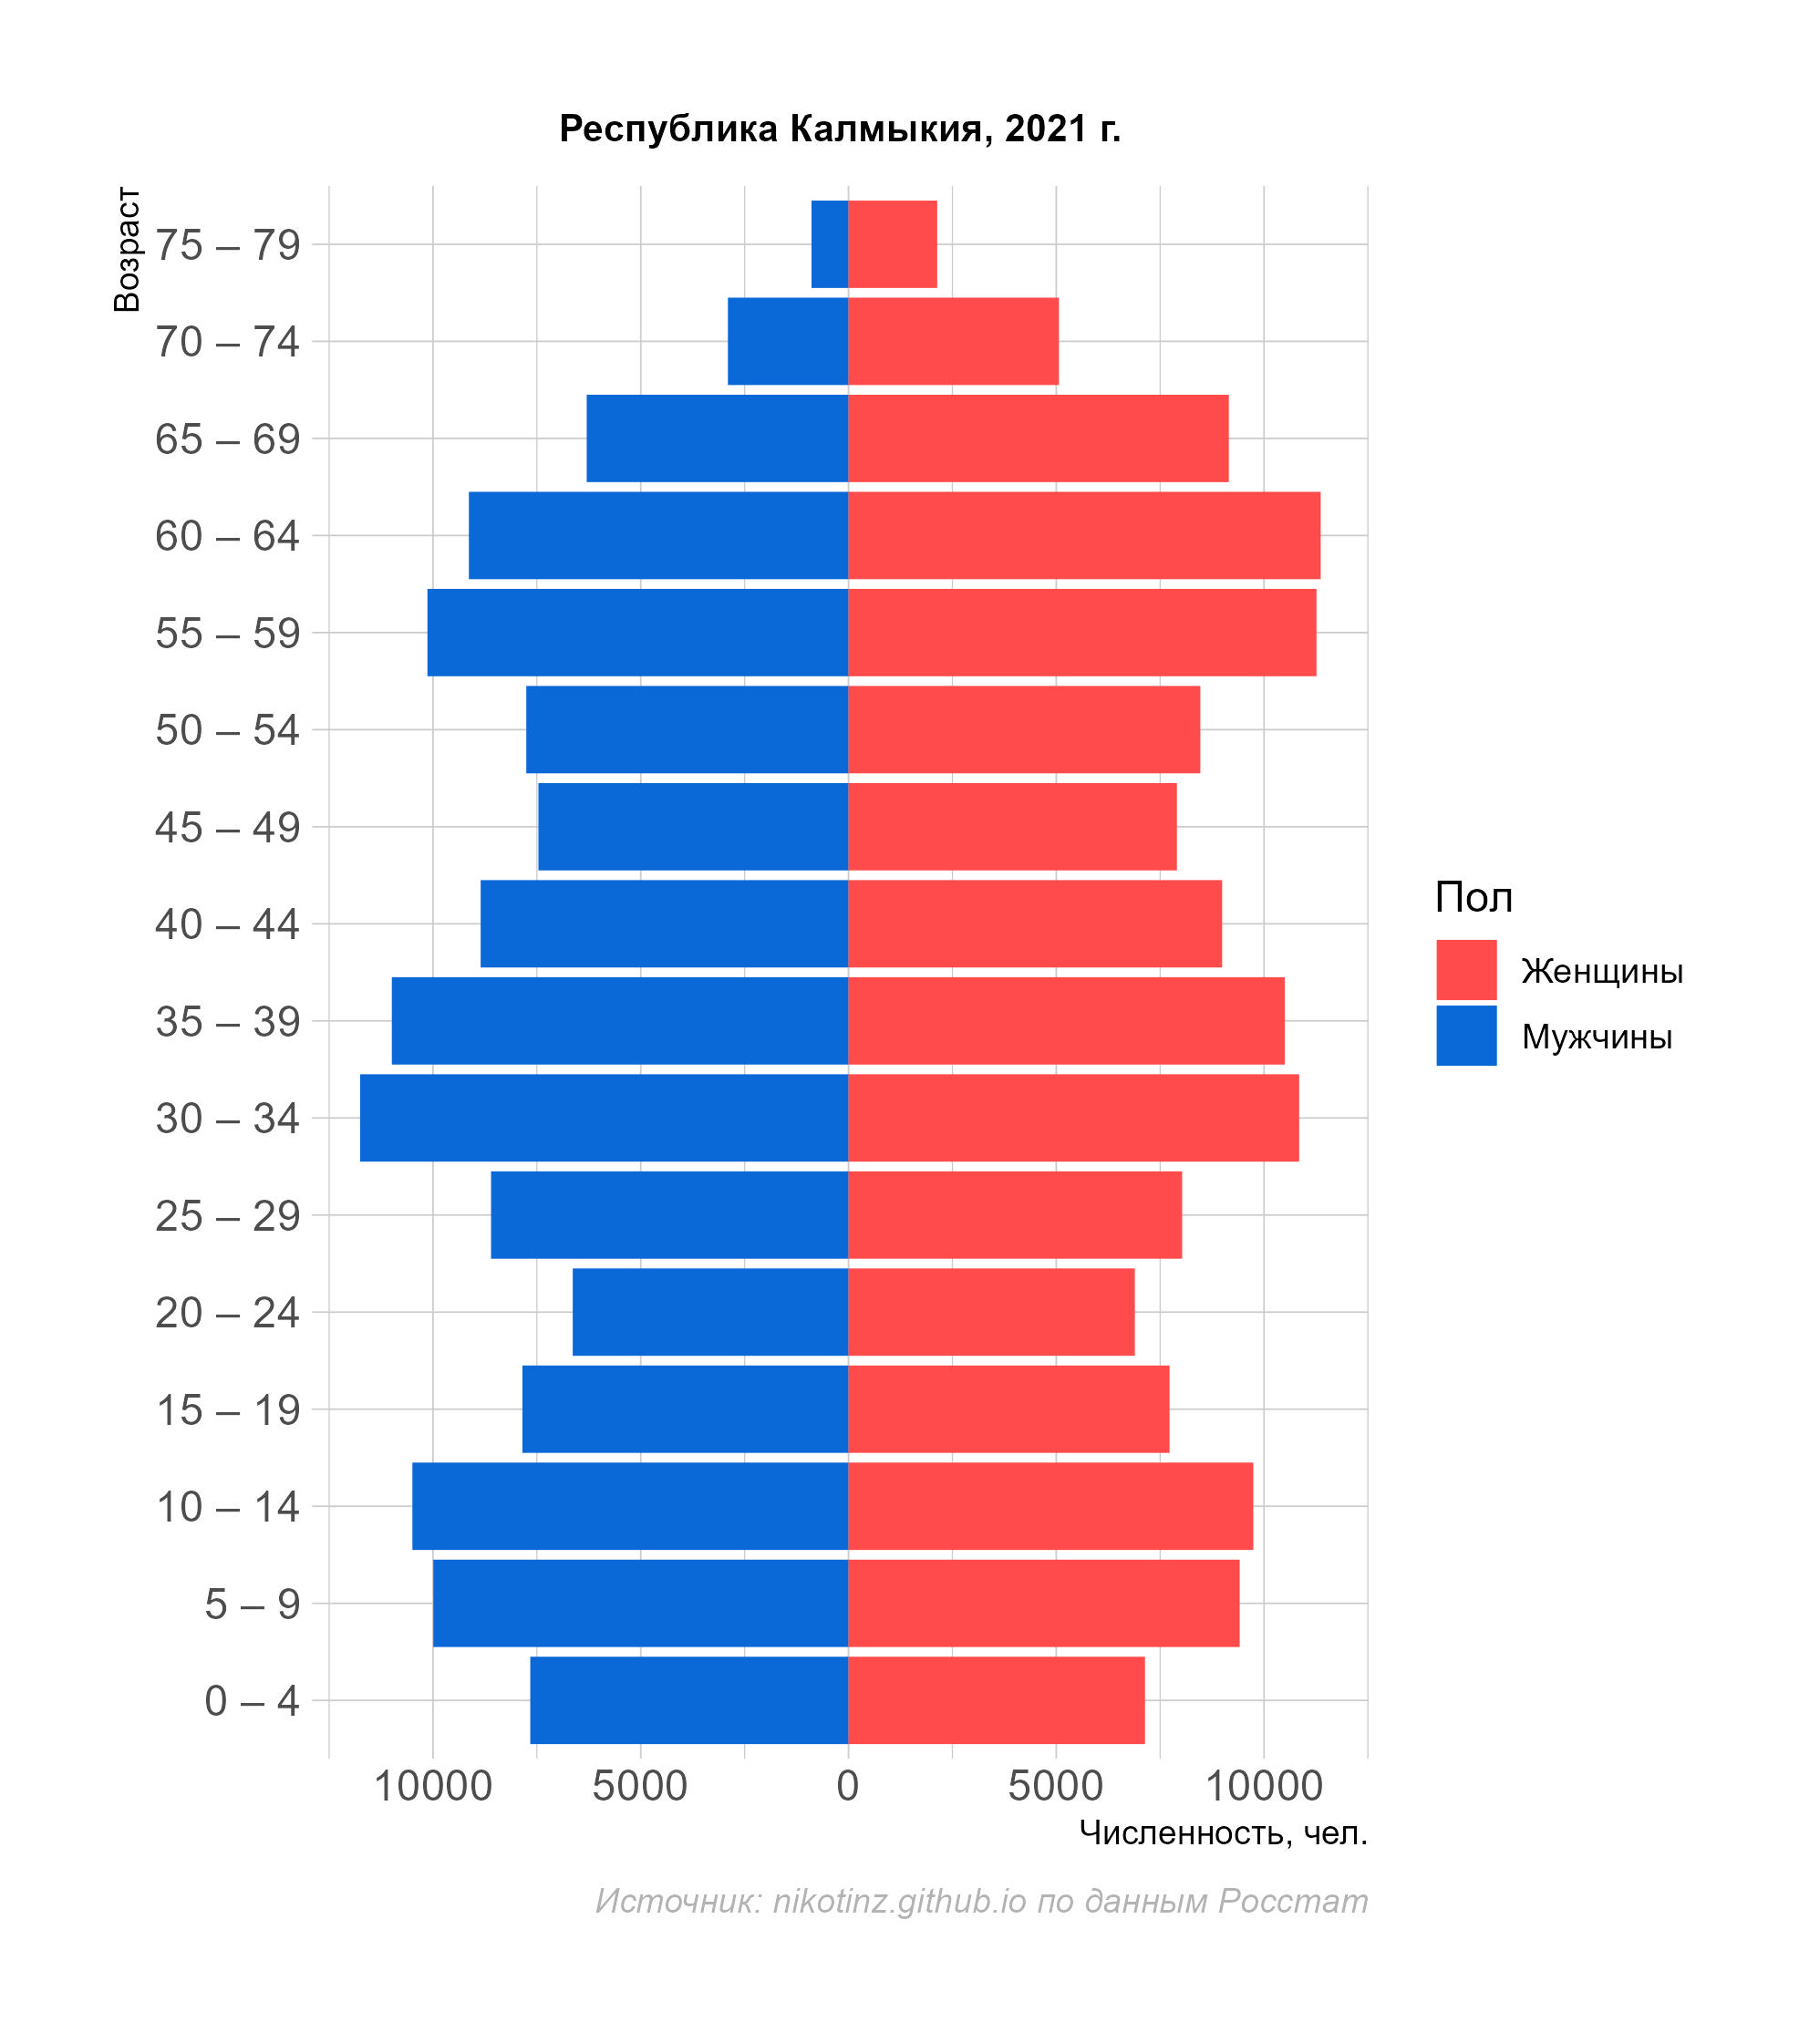 Республика Калмыкия, 2021 г.
Возраст
75 – 79
70 – 74
65 – 69
60 – 64
55 – 59
50 – 54
45 – 49
40 – 44
35 – 39
30 – 34
25 – 29
20 – 24
15 – 19
10 – 14
5 – 9
0 – 4
10000 5000 0 5000 10000
Численность, чел.
Пол
Женщины
Мужчины
Источник: nikotinz.github.io по данным Росстат